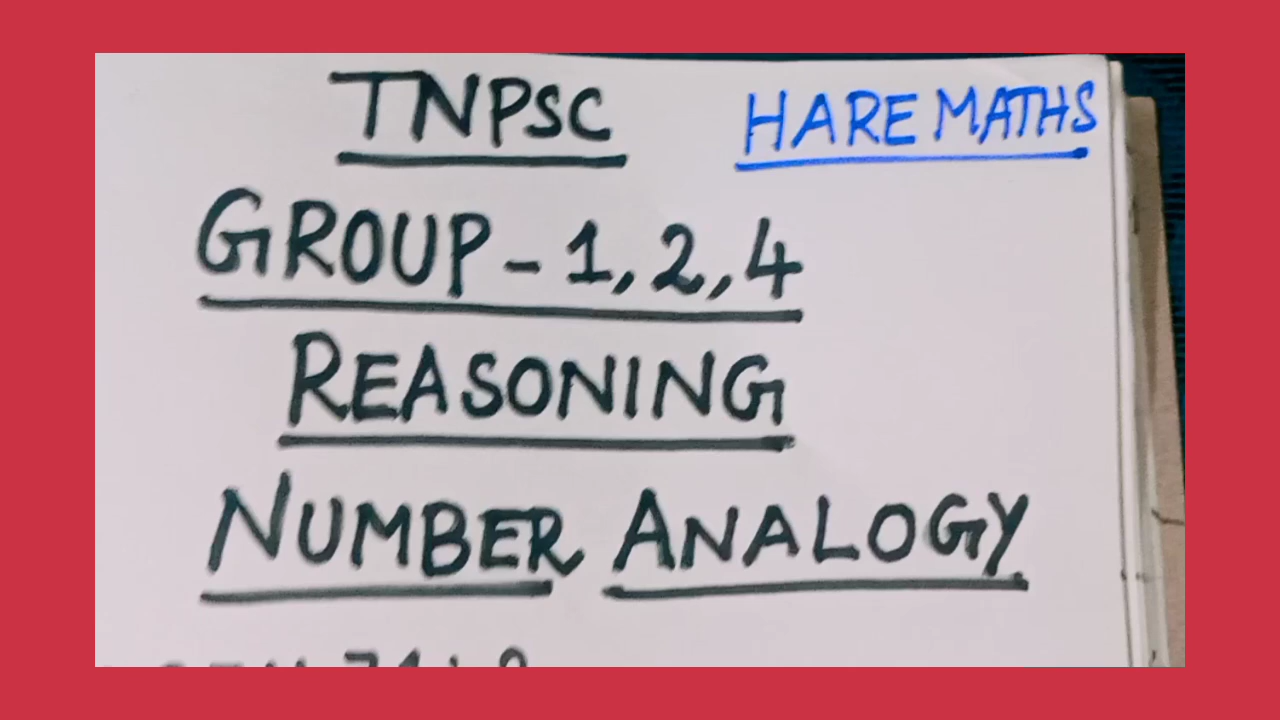 TNPSC HARE MATHS
GROUP - 1, 2, 4
REASONING
NUMBER ANALOGY